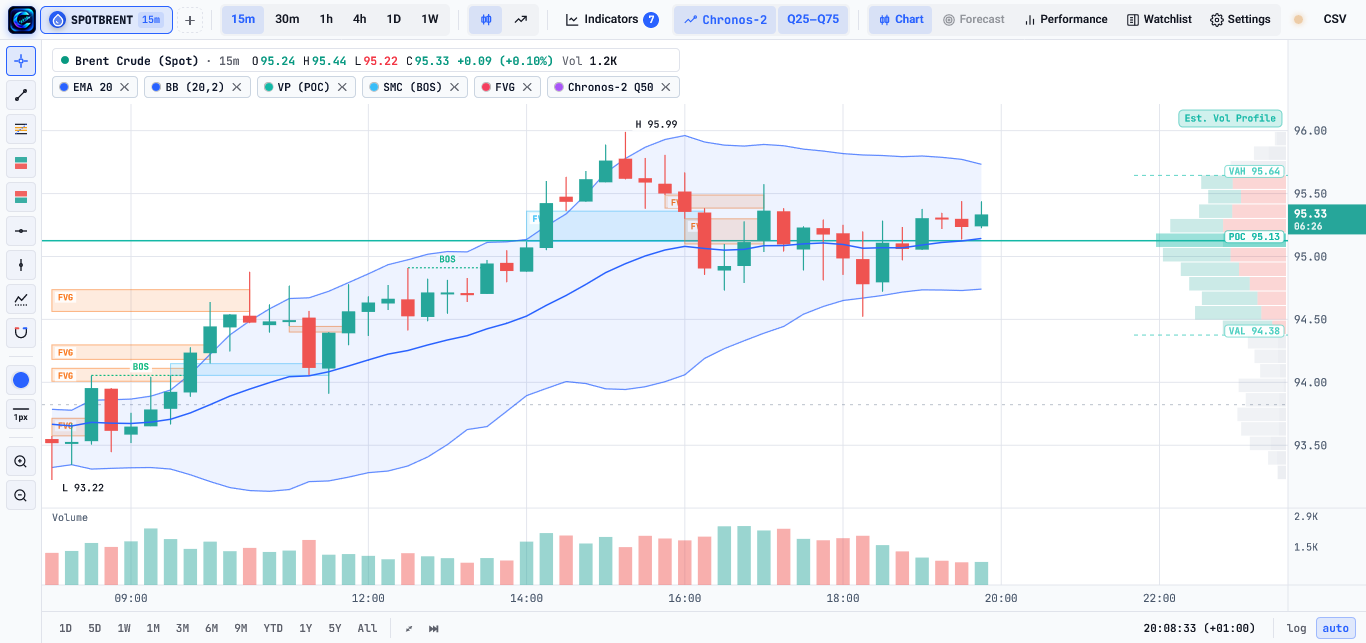 SPOTBRENT 15m + 15m 30m 1h 4h 1D 1W Indicators 7 Chronos-2 Q25–Q75 Chart Forecast Performance Watchlist Settings CSV
Brent Crude (Spot) · 15m O95.24 H95.44 L95.22 C95.33 +0.09 (+0.10%) Vol 1.2K
EMA 20 BB (20,2) VP (POC) SMC (BOS) FVG Chronos-2 Q50
Est. Vol Profile
H 95.99
96.00
VAH 95.64
95.50
FVG
95.33
06:26
POC 95.13
95.00
BOS
FVG
94.50
VAL 94.38
FVG
BOS
FVG
94.00
FVG
93.50
L 93.22
Volume
2.9K
1.5K
09:00 12:00 14:00 16:00 18:00 20:00 22:00
1px
1D 5D 1W 1M 3M 6M 9M YTD 1Y 5Y All 20:08:33 (+01:00) log auto